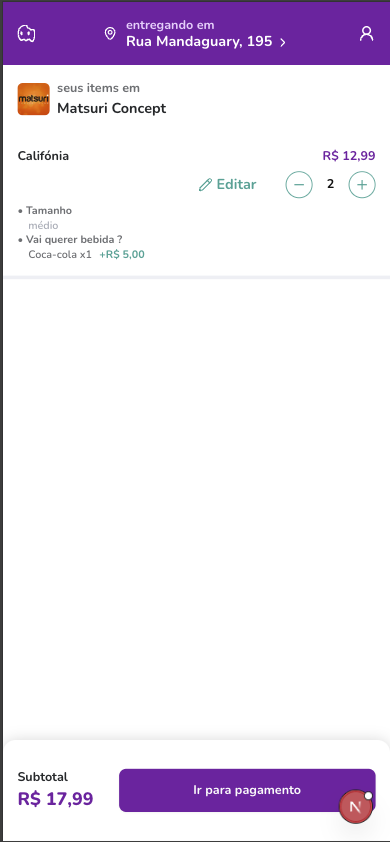 entregando em
Rua Mandaguary, 195
seus items em
matsuri
Matsuri Concept
Califónia
R$ 12,99
Editar
2
• Tamanho
médio
• Vai querer bebida ?
Coca-cola x1 +R$ 5,00
Subtotal
R$ 17,99
Ir para pagamento
N